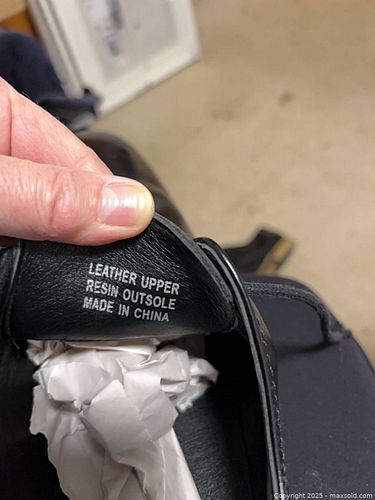 LEATHER UPPER
RESIN OUTSOLE
MADE IN CHINA
Copyright 2025 - maxsold.com